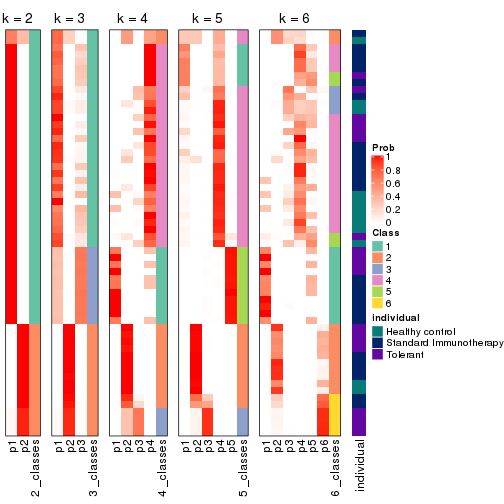 k = 2 k = 3 k = 4 k = 5 k = 6
Prob
1
0.8
0.6
0.4
0.2
0
Class
1
2
3
4
5
6
individual
Healthy control
Standard Immunotherapy
Tolerant
p1 p2 2_classes
p1 p2 p3 3_classes
p1 p2 p3 p4 4_classes
p1 p2 p3 p4 p5 5_classes
p1 p2 p3 p4 p5 p6 6_classes
individual